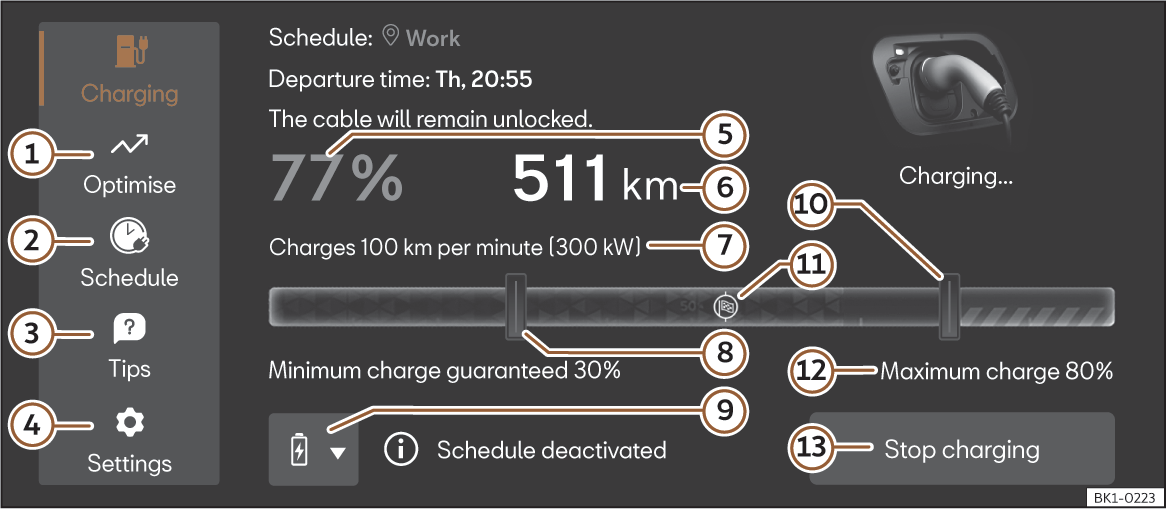 Charging
1
Optimise
2
Schedule
3
?
Tips
4
Settings
Schedule: Work
Departure time: Th, 20:55
The cable will remain unlocked.
5
77%
511 km
6
Charges 100 km per minute (300 kW)
7
Charging...
10
11
50
8
Minimum charge guaranteed 30%
12
Maximum charge 80%
9
i
Schedule deactivated
13
Stop charging
BK1-0223